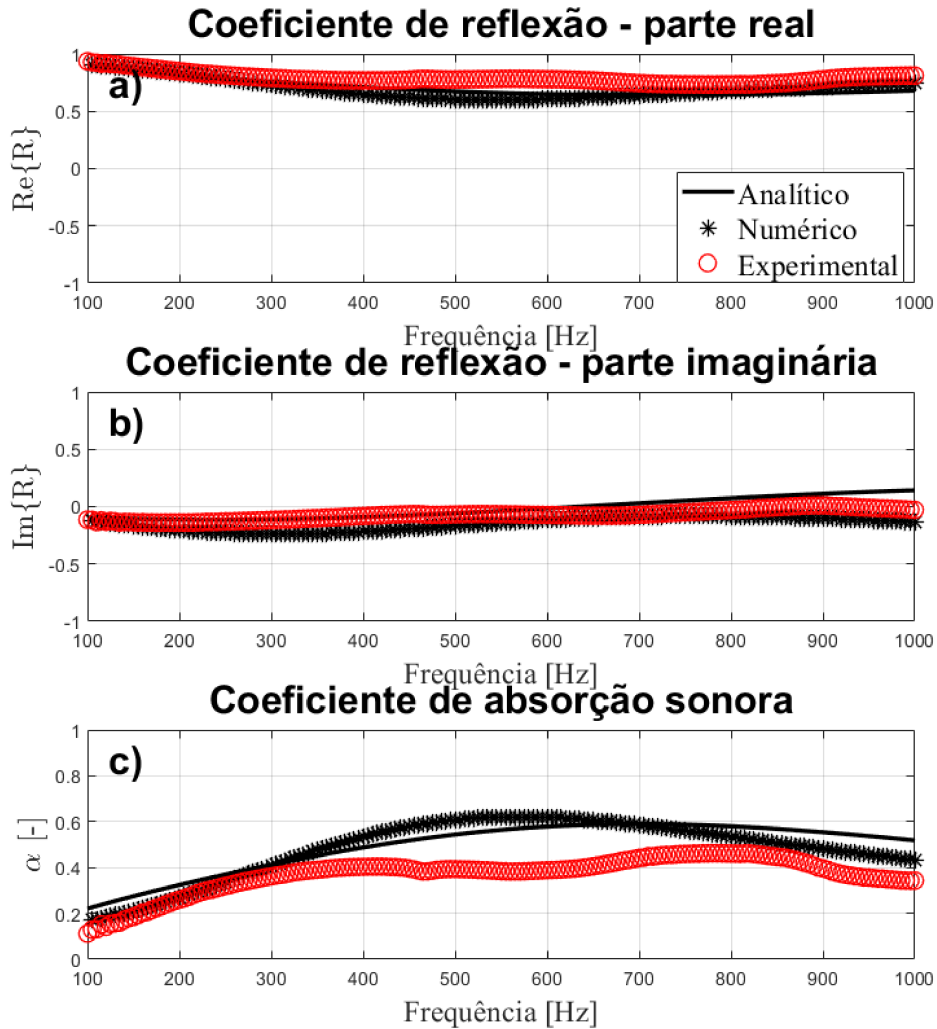 Coeficiente de reflexão - parte real
1
a)
0.5
0
-0.5
-1
Re{R}
Analítico
Numérico
Experimental
100 200 300 400 500 600 700 800 900 1000
Frequência [Hz]
Coeficiente de reflexão - parte imaginária
1
b)
0.5
0
-0.5
-1
Im{R}
100 200 300 400 500 600 700 800 900 1000
Frequência [Hz]
Coeficiente de absorção sonora
1
c)
0.8
0.6
0.4
0.2
0
α [-]
100 200 300 400 500 600 700 800 900 1000
Frequência [Hz]